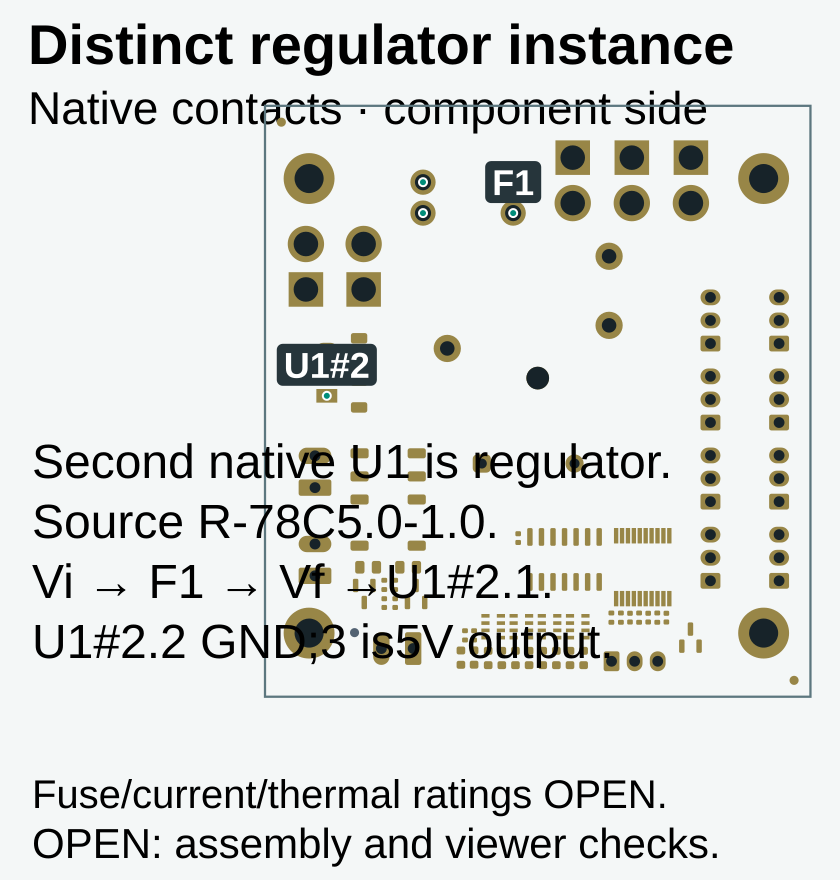 Distinct regulator instance
Native contacts · component side
F1
U1#2
Second native U1 is regulator.
Source R-78C5.0-1.0.
Vi → F1 → Vf →U1#2.1.
U1#2.2 GND;3 is5V output.
Fuse/current/thermal ratings OPEN.
OPEN: assembly and viewer checks.